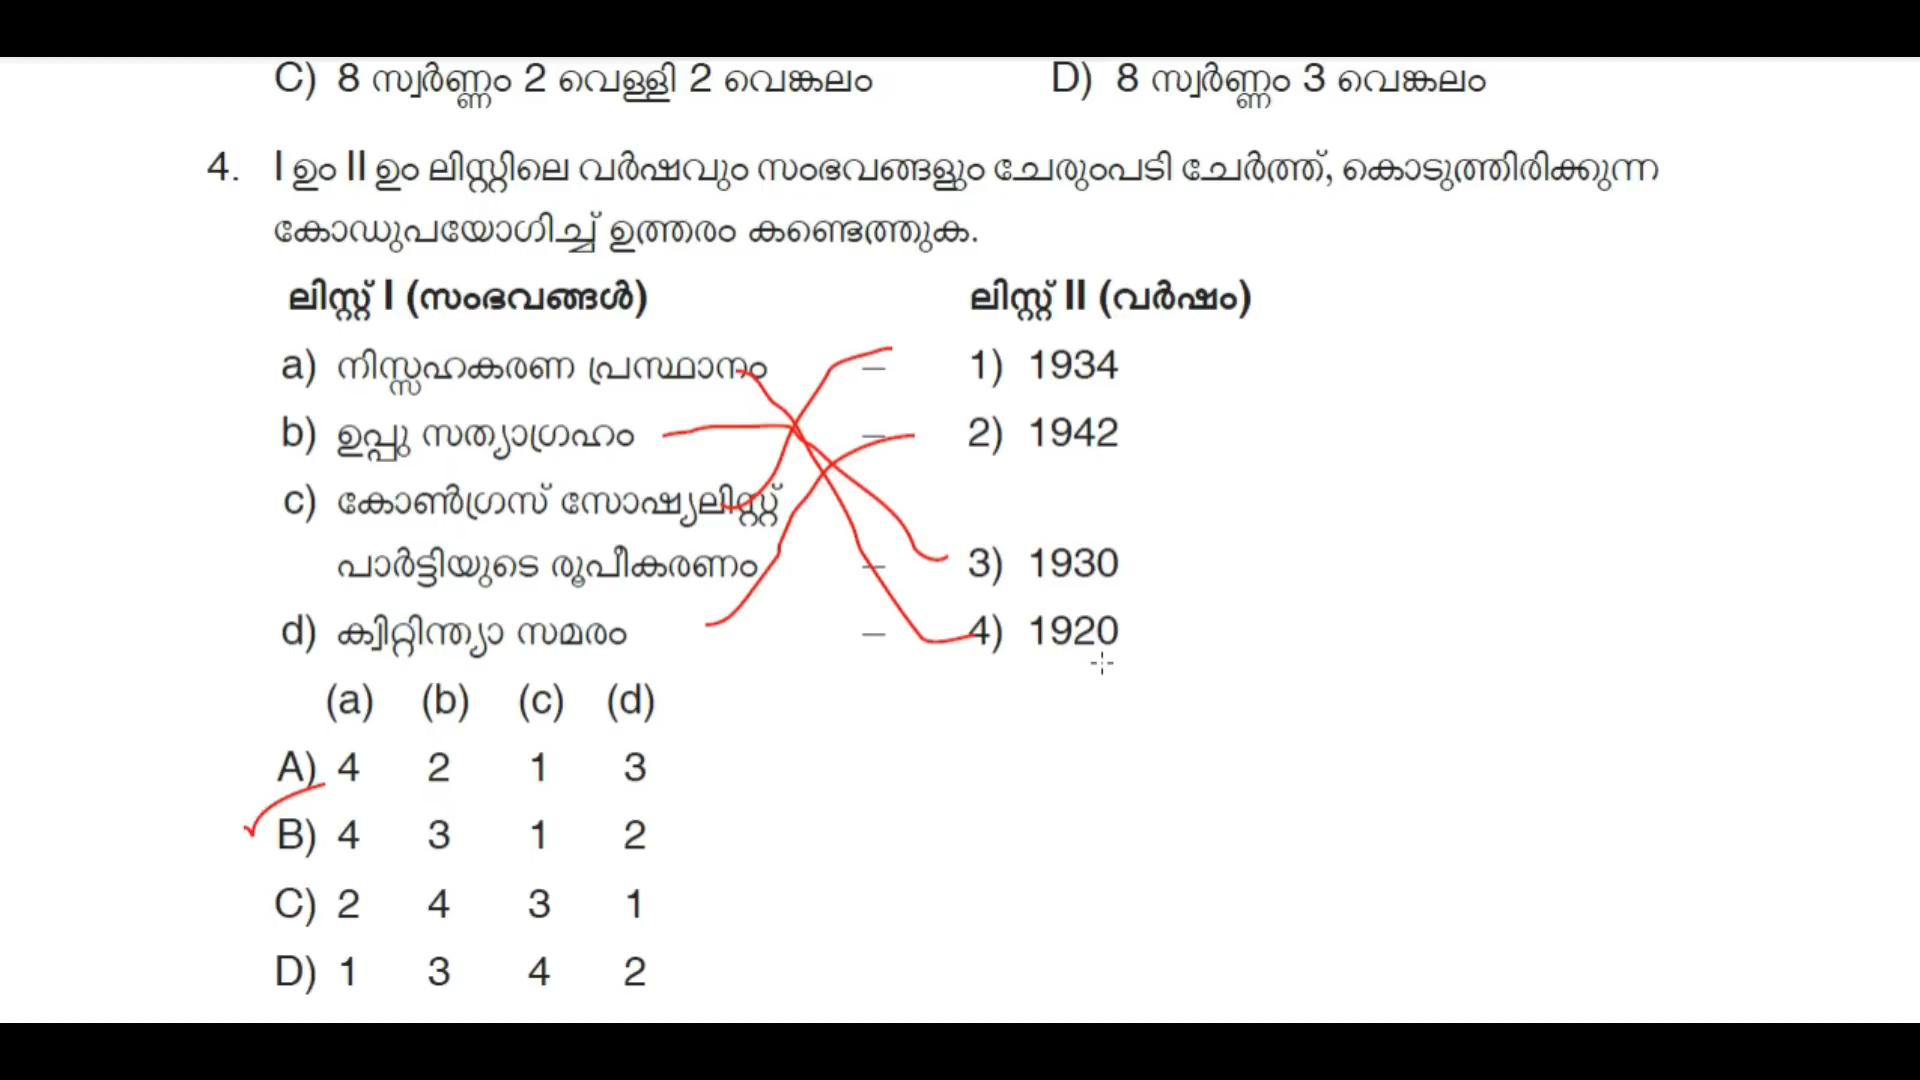 C) 8 സ്വർണ്ണം 2 വെള്ളി 2 വെങ്കലം D) 8 സ്വർണ്ണം 3 വെങ്കലം
4. I ഉം II ഉം ലിസ്റ്റിലെ വർഷവും സംഭവങ്ങളും ചേരുംപടി ചേർത്ത്, കൊടുത്തിരിക്കുന്ന
കോഡുപയോഗിച്ച് ഉത്തരം കണ്ടെത്തുക.
ലിസ്റ്റ് I (സംഭവങ്ങൾ) ലിസ്റ്റ് II (വർഷം)
a) നിസ്സഹകരണ പ്രസ്ഥാനം – 1) 1934
b) ഉപ്പു സത്യാഗ്രഹം – 2) 1942
c) കോൺഗ്രസ് സോഷ്യലിസ്റ്റ്
പാർട്ടിയുടെ രൂപീകരണം – 3) 1930
d) ക്വിറ്റിന്ത്യാ സമരം – 4) 1920
(a) (b) (c) (d)
A) 4 2 1 3
B) 4 3 1 2
C) 2 4 3 1
D) 1 3 4 2